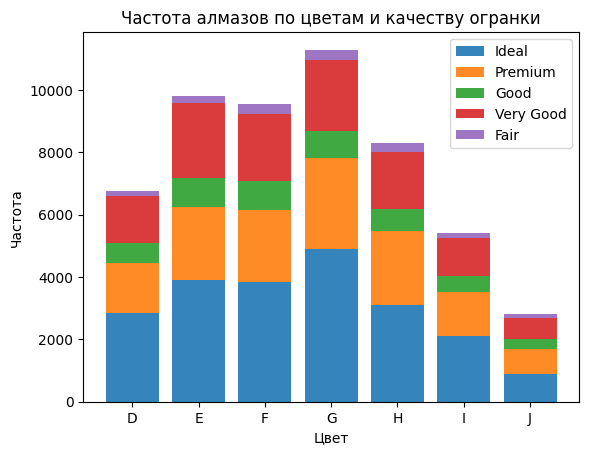 Частота алмазов по цветам и качеству огранки
Ideal
Premium
Good
Very Good
Fair
Частота
10000
8000
6000
4000
2000
0
D E F G H I J
Цвет